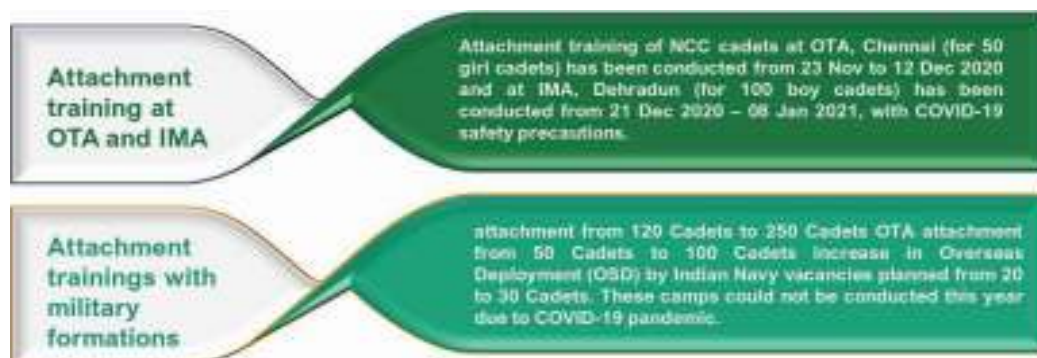 Attachment
training at
OTA and IMA
Attachment training of NCC cadets at OTA, Chennai (for 50
girl cadets) has been conducted from 23 Nov to 12 Dec 2020
and at IMA, Dehradun (for 100 boy cadets) has been
conducted from 21 Dec 2020 – 08 Jan 2021, with COVID-19
safety precautions.
Attachment
trainings with
military
formations
attachment from 120 Cadets to 250 Cadets OTA attachment
from 50 Cadets to 100 Cadets increase in Overseas
Deployment (OSD) by Indian Navy vacancies planned from 20
to 30 Cadets. These camps could not be conducted this year
due to COVID-19 pandemic.